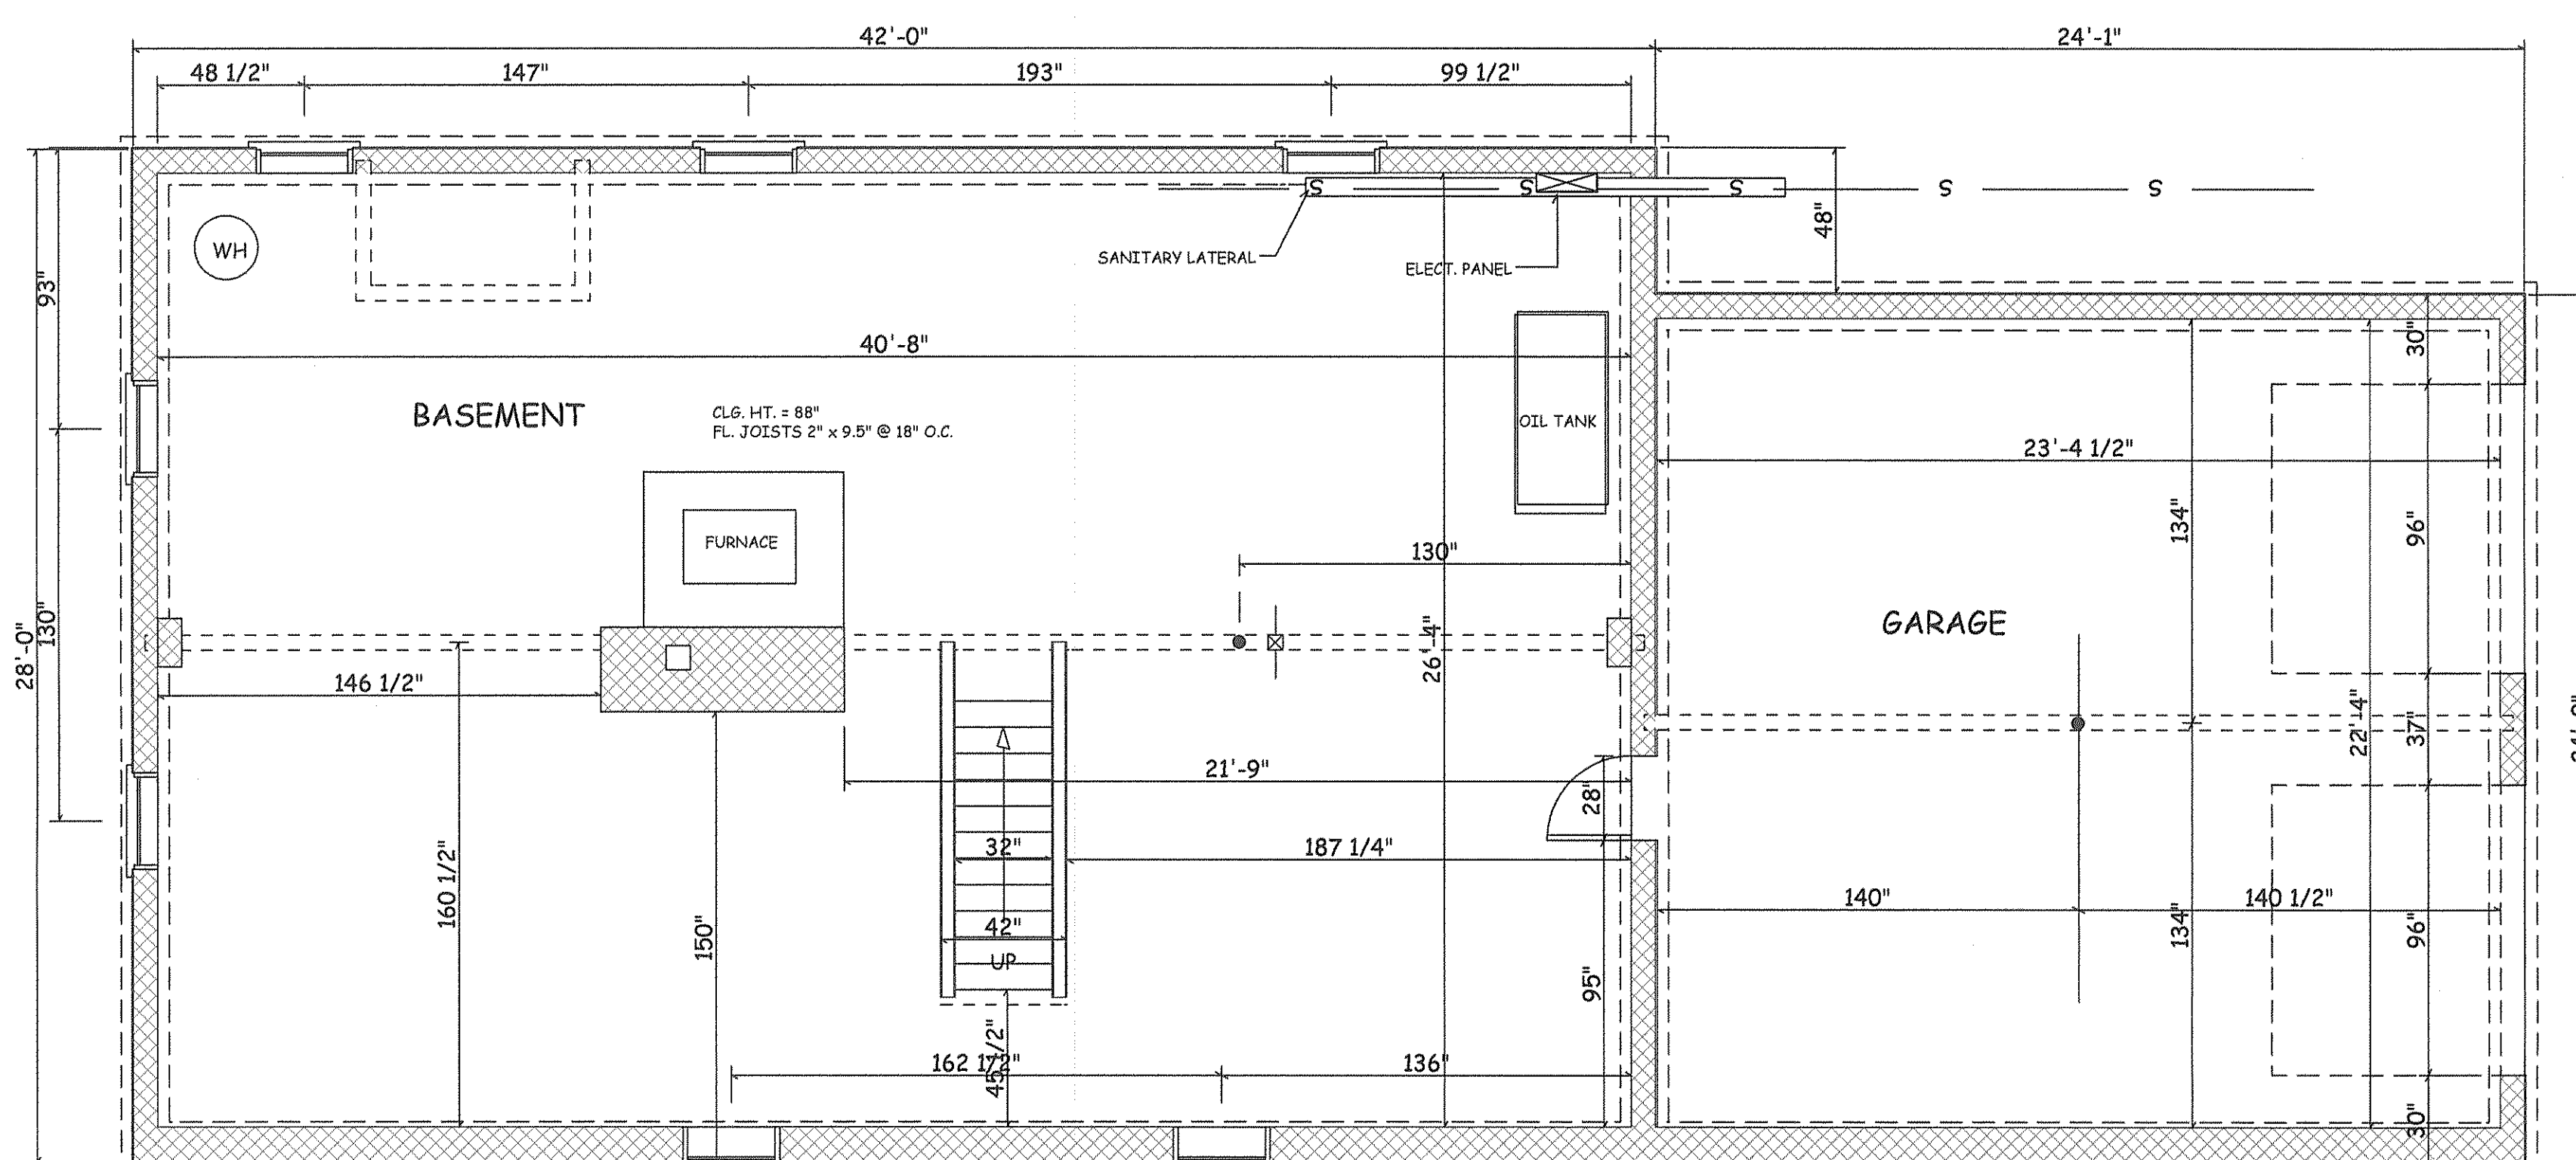 42'-0"
24'-1"
48 1/2"
147"
193"
99 1/2"
S
S
S
S
S
48"
WH
SANITARY LATERAL
ELECT. PANEL
93"
30"
40'-8"
BASEMENT
CLG. HT. = 88"
FL. JOISTS 2" x 9.5" @ 18" O.C.
OIL TANK
23'-4 1/2"
134"
96"
FURNACE
130"
GARAGE
28'-0"
130"
26'-4"
146 1/2"
22'-4"
37"
21'-9"
28"
32"
187 1/4"
160 1/2"
150"
42"
UP
140"
140 1/2"
134"
96"
95"
45 1/2"
162 1/2"
136"
30"